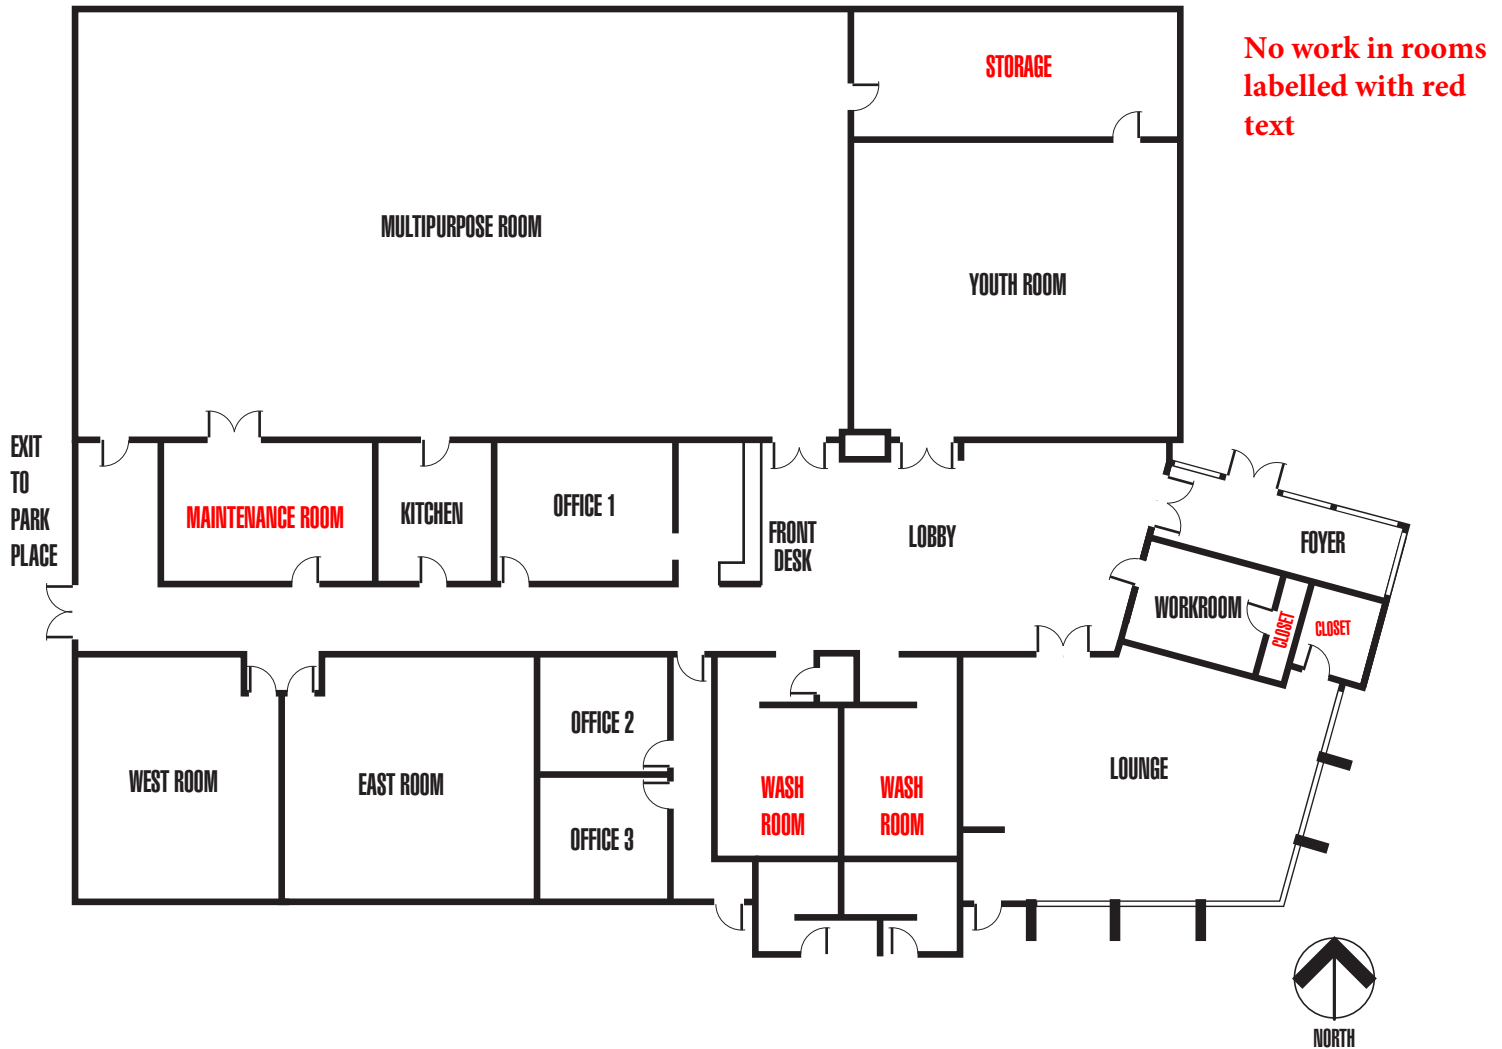 STORAGE
No work in rooms
labelled with red
text
MULTIPURPOSE ROOM
YOUTH ROOM
EXIT
TO
PARK
PLACE
MAINTENANCE ROOM
KITCHEN
OFFICE 1
FRONT
DESK
LOBBY
FOYER
WORKROOM
CLOSET
CLOSET
WEST ROOM
EAST ROOM
OFFICE 2
OFFICE 3
WASH
ROOM
WASH
ROOM
LOUNGE
NORTH